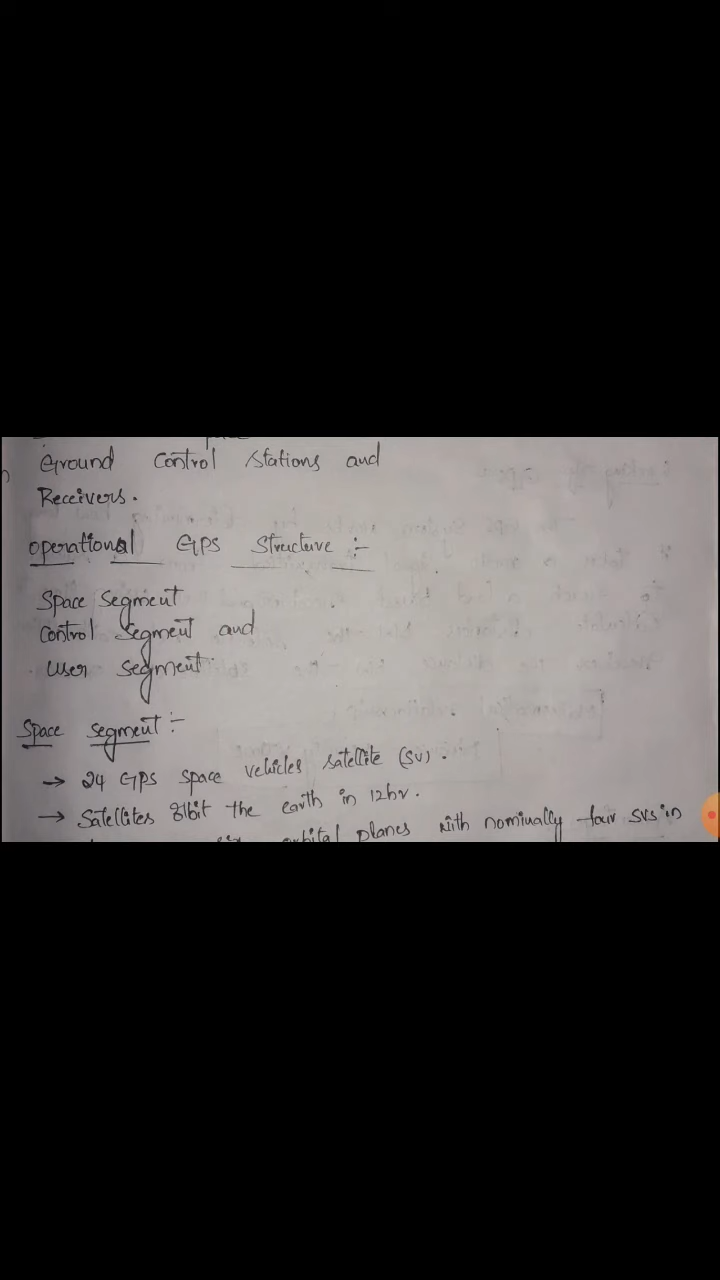 Ground Control Stations and
Receivers.
operational GPS Structure :-
Space Segment
Control Segment and
User Segment
Space Segment :-
→ 24 GPS space vehicles satellite (SV).
→ Satellites orbit the earth in 12hr.
orbital planes with nominally four SVs in